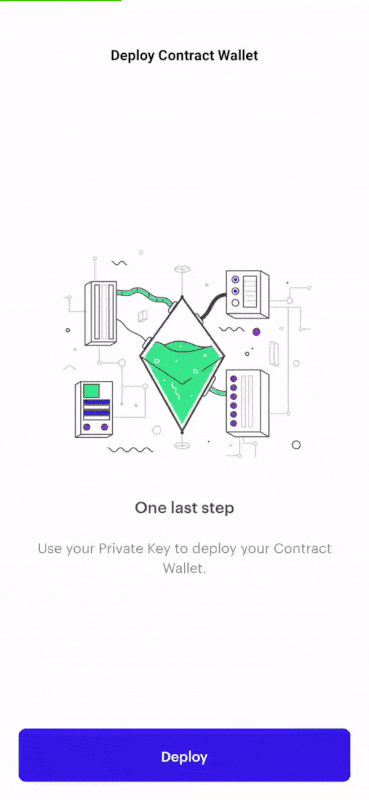 Deploy Contract Wallet
One last step
Use your Private Key to deploy your Contract
Wallet.
Deploy